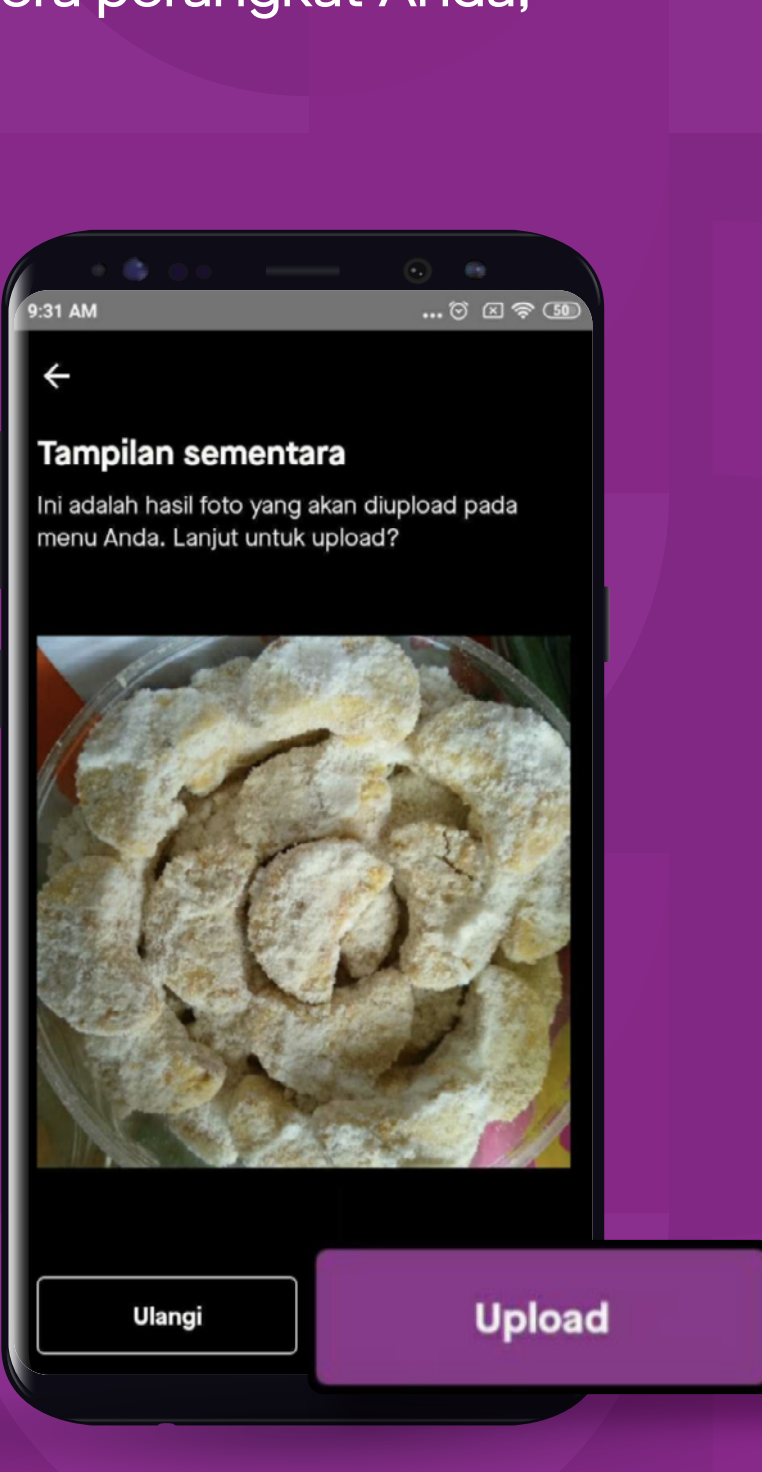 perangkat Anda,
9:31 AM
50
Tampilan sementara
Ini adalah hasil foto yang akan diupload pada
menu Anda. Lanjut untuk upload?
Ulangi
Upload